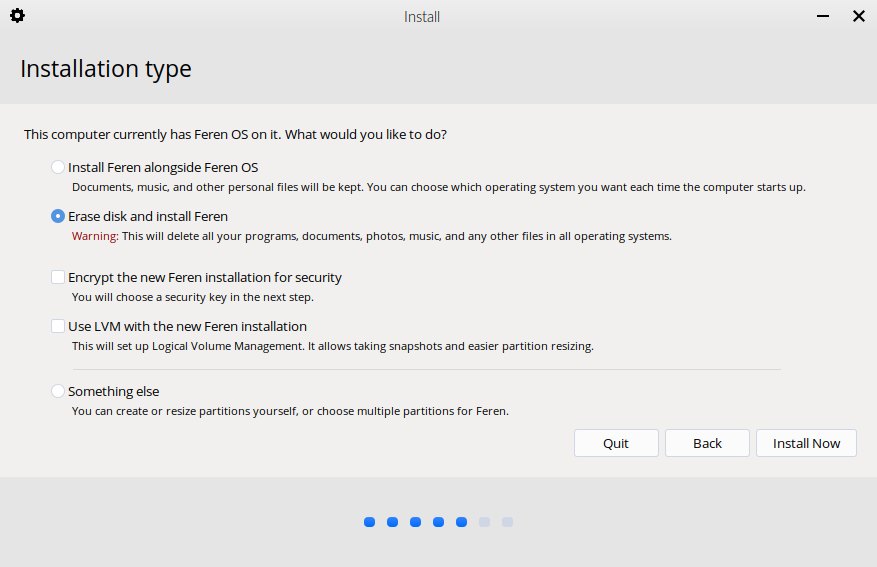 Install
Installation type
This computer currently has Feren OS on it. What would you like to do?
Install Feren alongside Feren OS
Documents, music, and other personal files will be kept. You can choose which operating system you want each time the computer starts up.
Erase disk and install Feren
Warning: This will delete all your programs, documents, photos, music, and any other files in all operating systems.
Encrypt the new Feren installation for security
You will choose a security key in the next step.
Use LVM with the new Feren installation
This will set up Logical Volume Management. It allows taking snapshots and easier partition resizing.
Something else
You can create or resize partitions yourself, or choose multiple partitions for Feren.
Quit Back Install Now